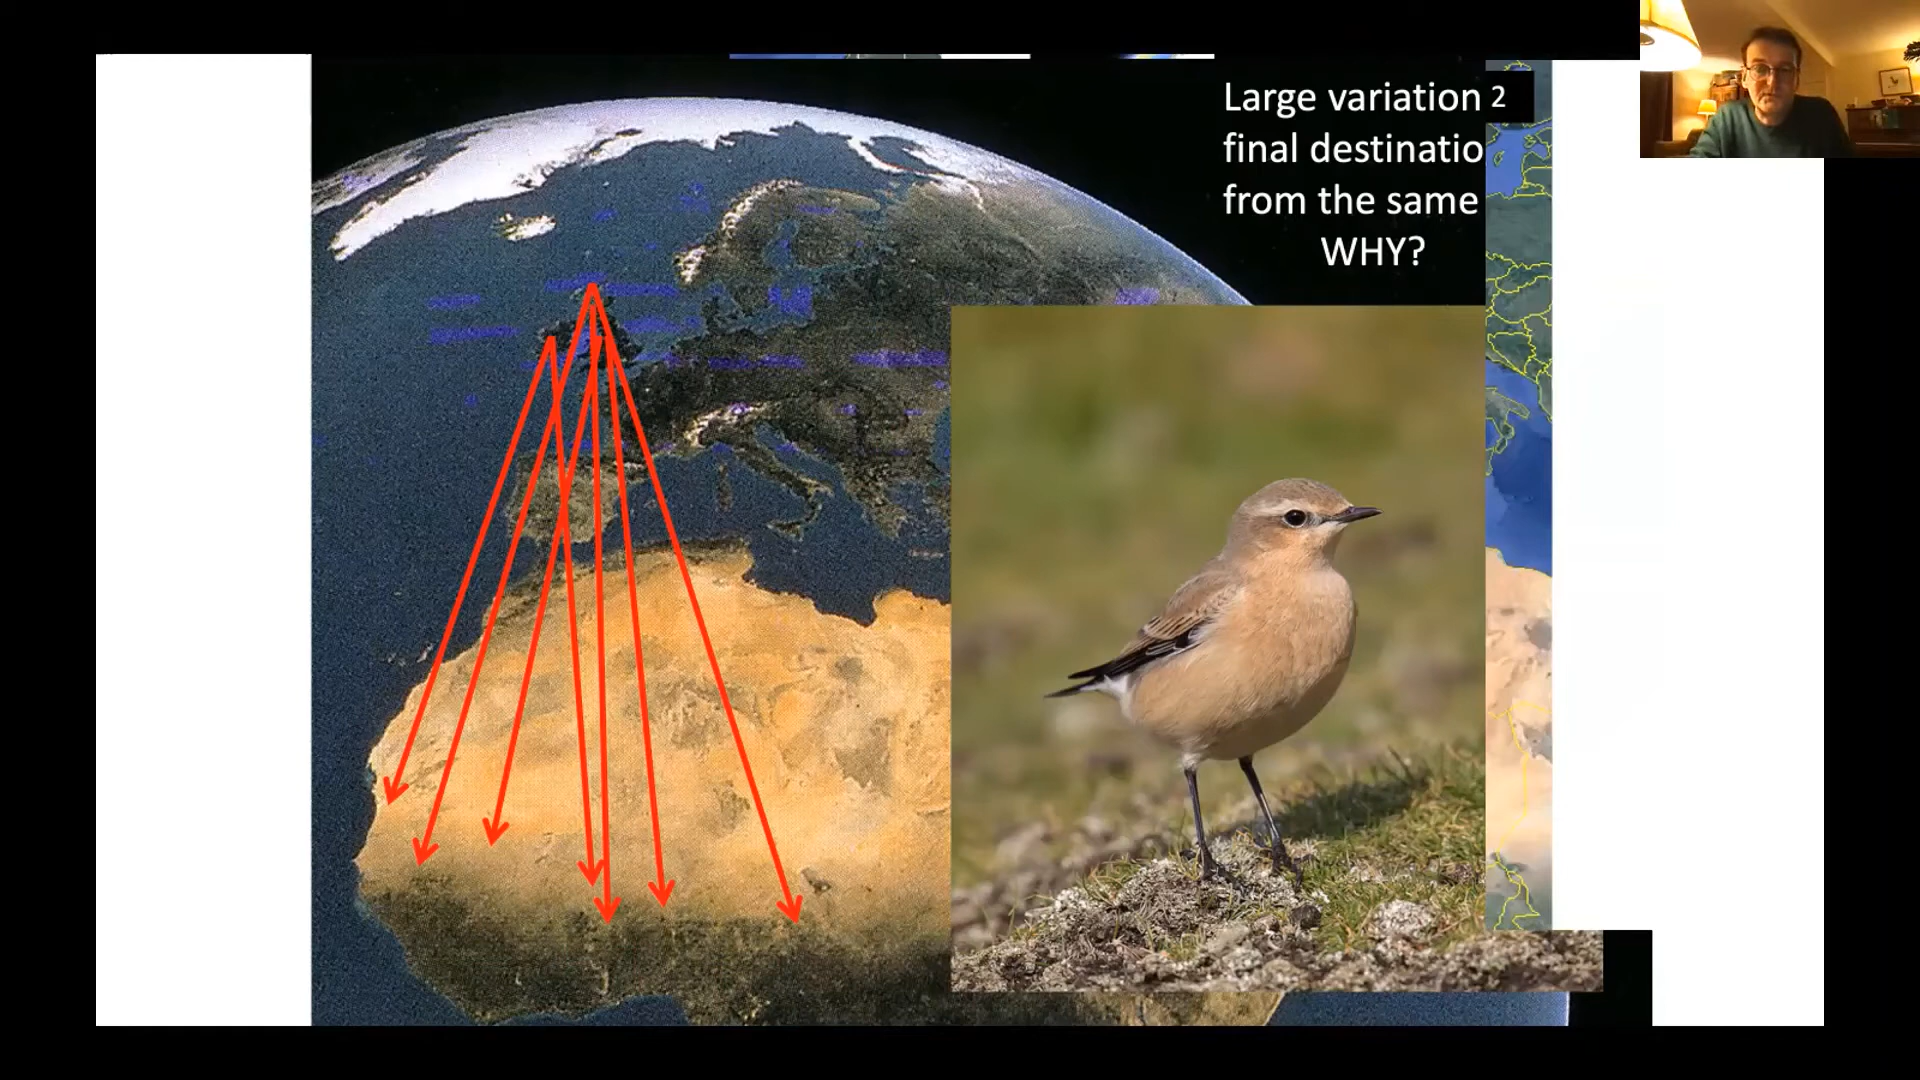 Large variation 2
final destinatio
from the same
WHY?